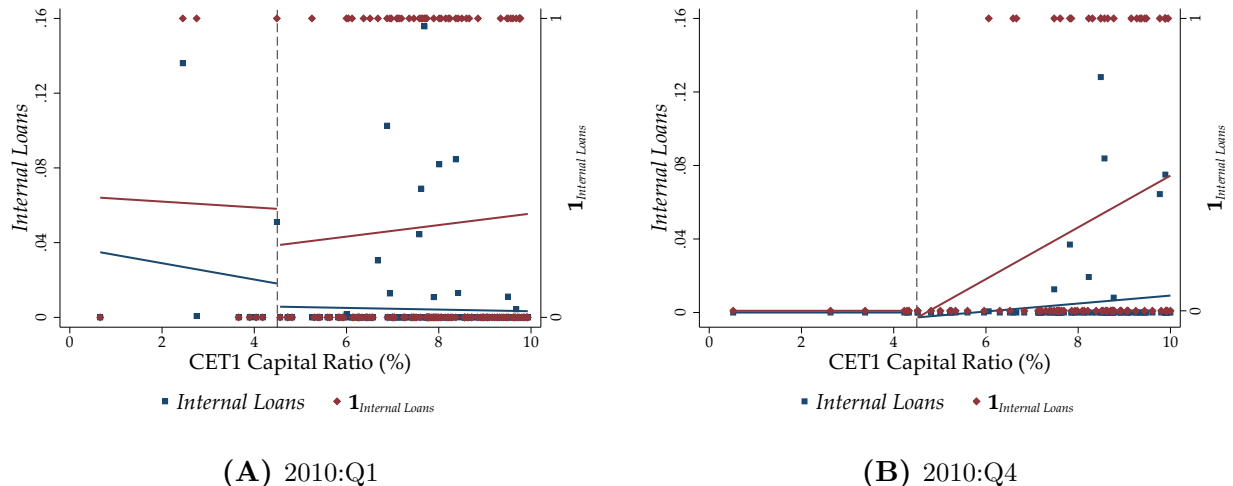 .16
.12
.08
.04
0
Internal Loans
1
0
1Internal Loans
0 2 4 6 8 10
CET1 Capital Ratio (%)
Internal Loans 1Internal Loans
(A) 2010:Q1
.16
.12
.08
.04
0
Internal Loans
1
0
1Internal Loans
0 2 4 6 8 10
CET1 Capital Ratio (%)
Internal Loans 1Internal Loans
(B) 2010:Q4